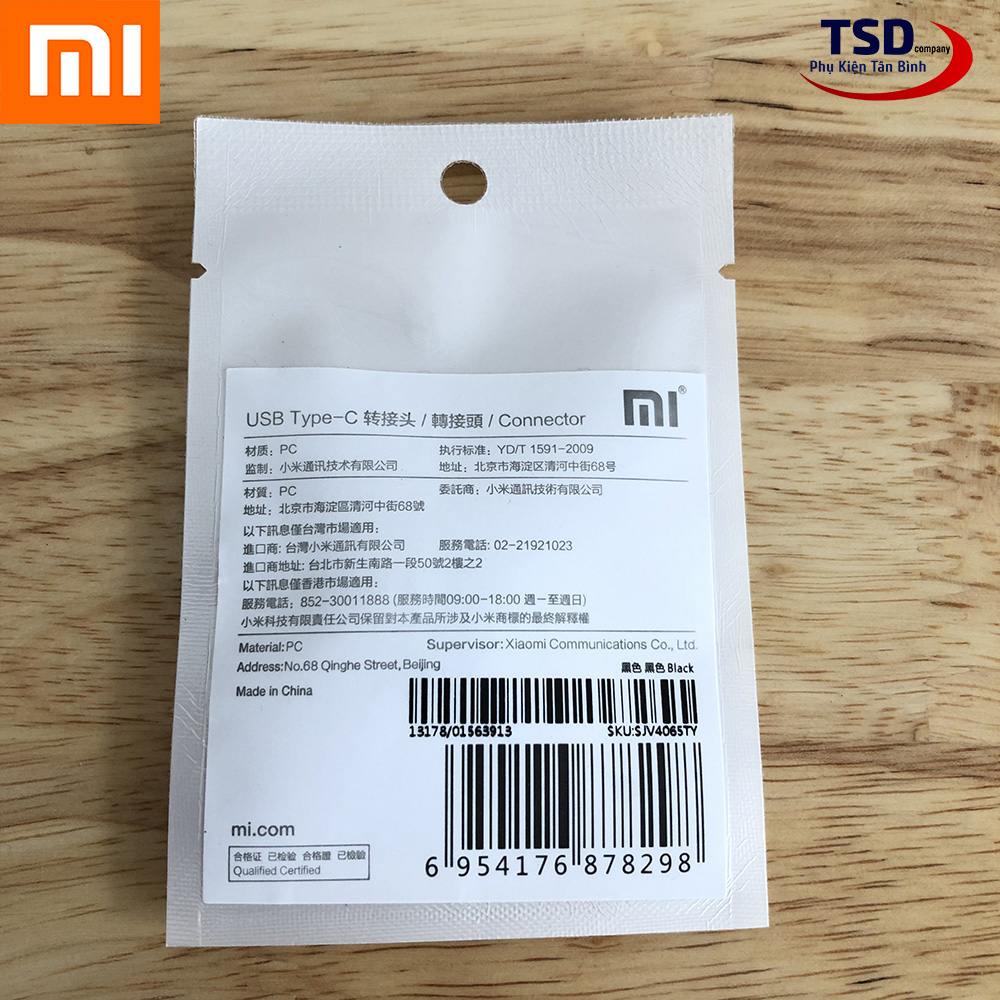 mi
TSD company
Phụ Kiện Tân Bình
mi®
USB Type-C 转接头 / 轉接頭 / Connector
材质：PC 执行标准：YD/T 1591-2009
监制：小米通讯技术有限公司 地址：北京市海淀区清河中街68号
材質：PC 委託商：小米通訊技術有限公司
地址：北京市海淀區清河中街68號
以下訊息僅台灣市場適用：
進口商：台灣小米通訊有限公司 服務電話：02-21921023
進口商地址：台北市新生南路一段50號2樓之2
以下訊息僅香港市場適用：
服務電話：852-30011888 (服務時間09:00-18:00 週一至週日)
小米科技有限責任公司保留對本產品所涉及小米商標的最終解釋權
Material:PC Supervisor:Xiaomi Communications Co., Ltd.
Address:No.68 Qinghe Street, Beijing
黑色 黑色 Black
Made in China
13178/01563913 SKU:SJV4065TY
mi.com
合格证 已检验 合格證 已檢驗
Qualified Certified
6 954176 878298